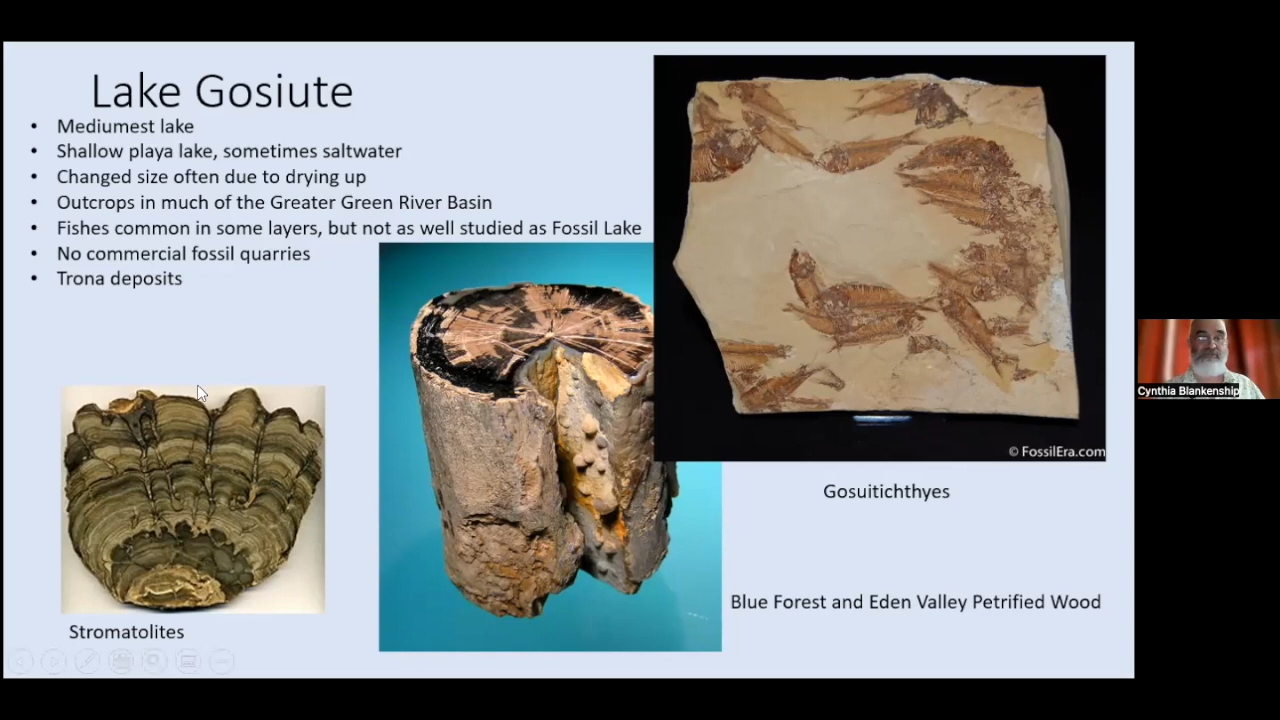 Lake Gosiute
• Mediumest lake
• Shallow playa lake, sometimes saltwater
• Changed size often due to drying up
• Outcrops in much of the Greater Green River Basin
• Fishes common in some layers, but not as well studied as Fossil Lake
• No commercial fossil quarries
• Trona deposits
© FossilEra.com
Cynthia Blankenship
Gosuitichthyes
Blue Forest and Eden Valley Petrified Wood
Stromatolites